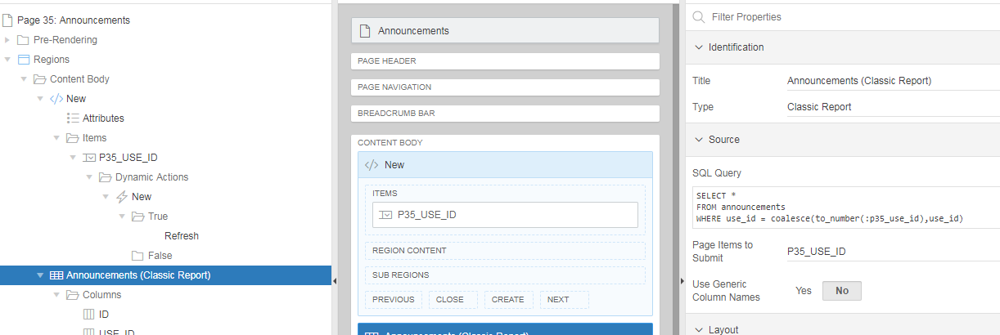 Page 35: Announcements
Pre-Rendering
Regions
Content Body
New
Attributes
Items
P35_USE_ID
Dynamic Actions
New
True
Refresh
False
Announcements (Classic Report)
Columns
ID
USE_ID
Announcements
PAGE HEADER
PAGE NAVIGATION
BREADCRUMB BAR
CONTENT BODY
New
ITEMS
P35_USE_ID
REGION CONTENT
SUB REGIONS
PREVIOUS CLOSE CREATE NEXT
Announcements (Classic Report)
Filter Properties
Identification
Title Announcements (Classic Report)
Type Classic Report
Source
SQL Query
SELECT *
FROM announcements
WHERE use_id = coalesce(to_number(:p35_use_id),use_id)
Page Items to
Submit
P35_USE_ID
Use Generic
Column Names
Yes No
Layout